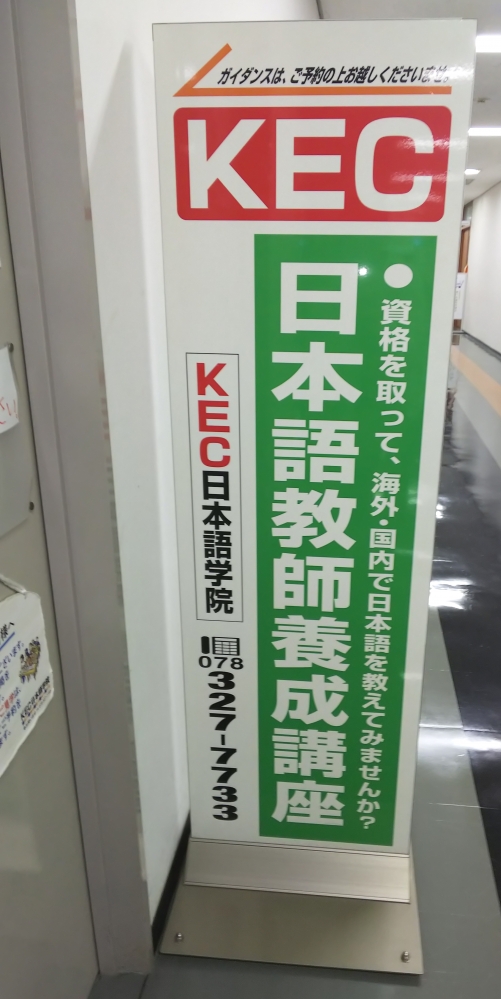 ガイダンスは、ご予約の上お越しくださいませ。
KEC
●資格を取って、海外・国内で日本語を教えてみませんか?
日本語教師養成講座
KEC日本語学院
078
327-7733